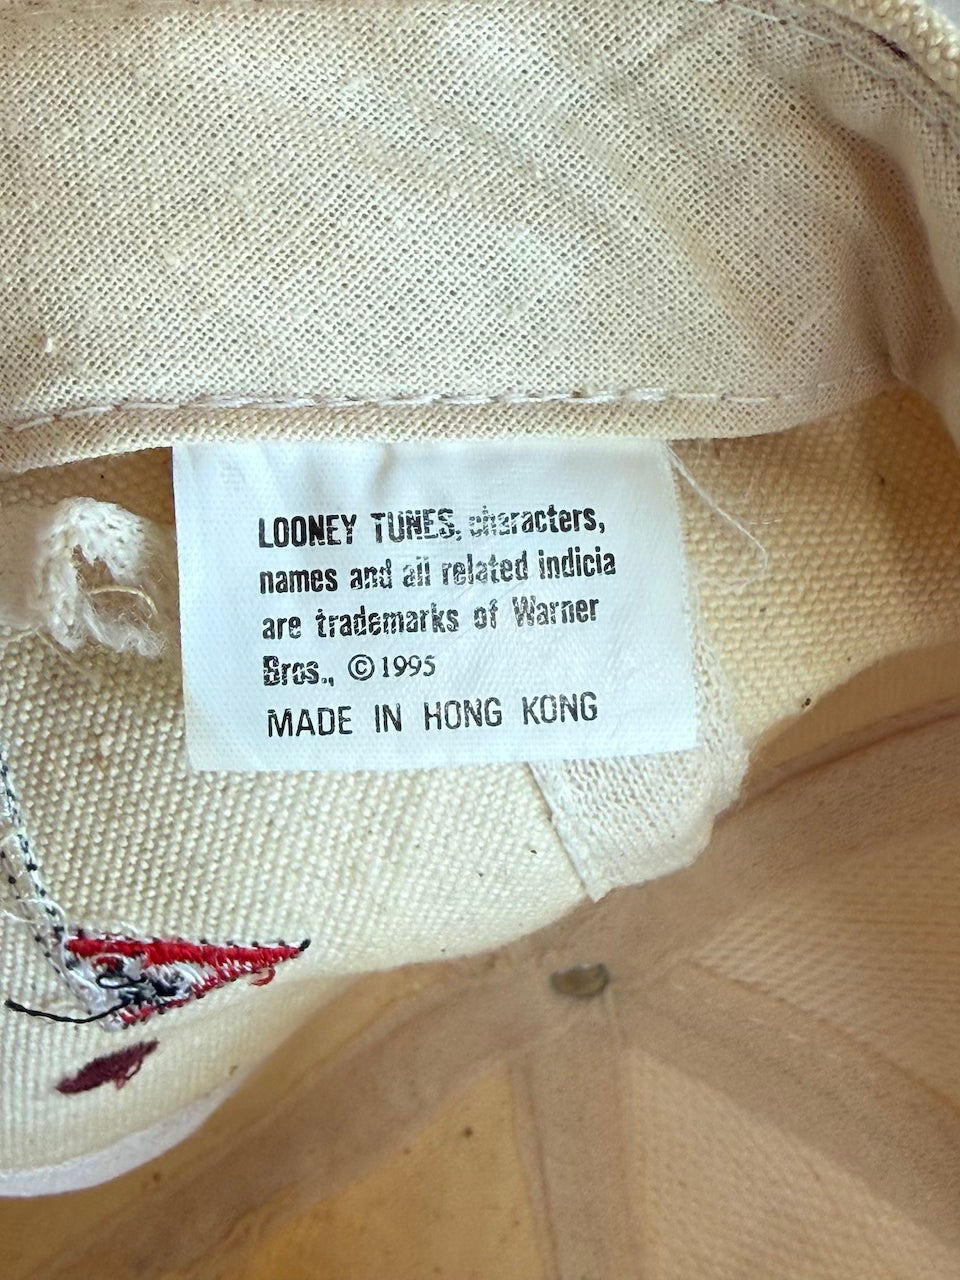 LOONEY TUNES, characters,
names and all related indicia
are trademarks of Warner
Bros., ©1995
MADE IN HONG KONG